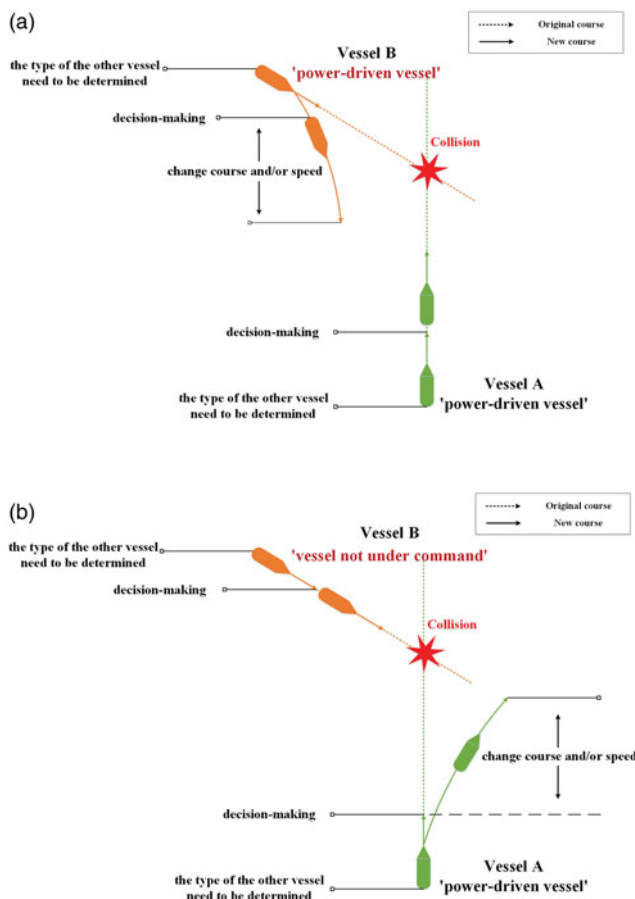 (a)
Original course
New course
Vessel B
'power-driven vessel'
the type of the other vessel
need to be determined
decision-making
Collision
change course and/or speed
decision-making
Vessel A
'power-driven vessel'
the type of the other vessel
need to be determined
(b)
Original course
New course
Vessel B
'vessel not under command'
the type of the other vessel
need to be determined
decision-making
Collision
change course and/or speed
decision-making
Vessel A
'power-driven vessel'
the type of the other vessel
need to be determined